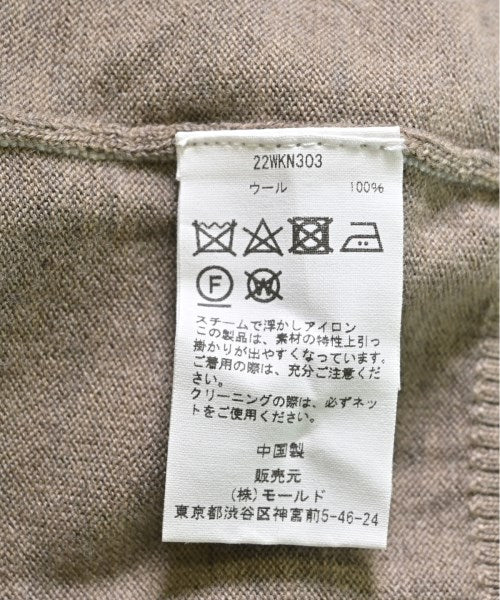 22WKN303
ウール 100%
F W
スチームで浮かしアイロン
この製品は、素材の特性上引っ
掛かりが出やすくなっています。
ご着用の際は、充分ご注意くださ
い。
クリーニングの際は、必ずネッ
トをご使用ください。
中国製
販売元
(株)モールド
東京都渋谷区神宮前5-46-24